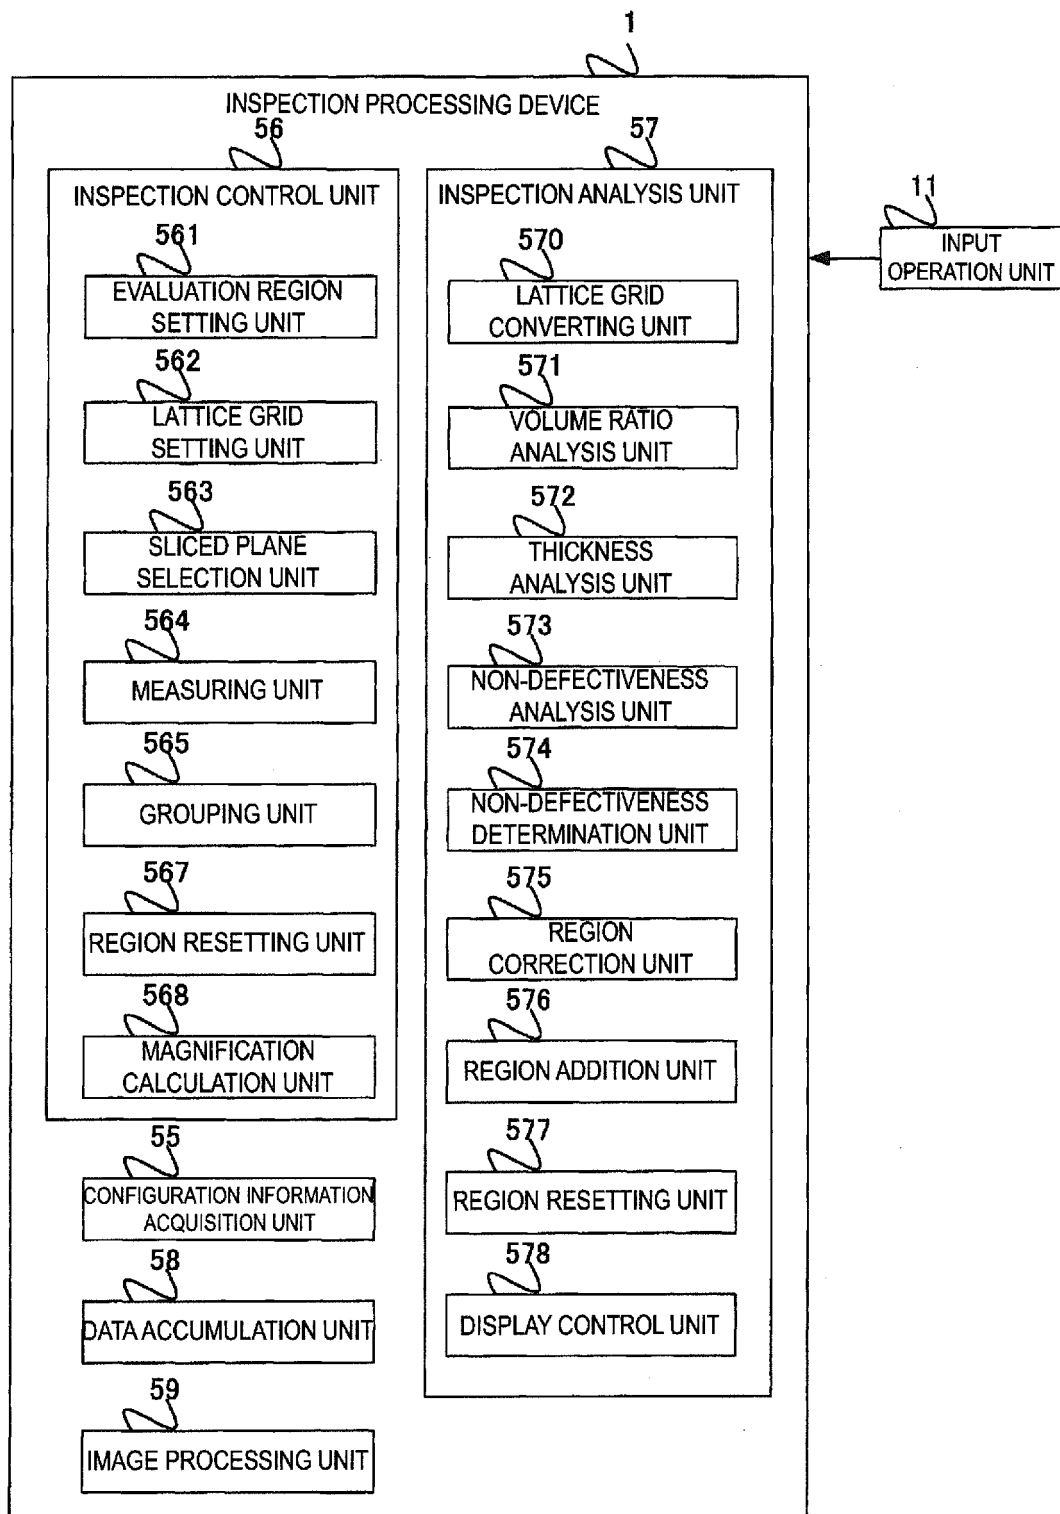 1
INSPECTION PROCESSING DEVICE
56
INSPECTION CONTROL UNIT
561
EVALUATION REGION
SETTING UNIT
562
LATTICE GRID
SETTING UNIT
563
SLICED PLANE
SELECTION UNIT
564
MEASURING UNIT
565
GROUPING UNIT
567
REGION RESETTING UNIT
568
MAGNIFICATION
CALCULATION UNIT
55
CONFIGURATION INFORMATION
ACQUISITION UNIT
58
DATA ACCUMULATION UNIT
59
IMAGE PROCESSING UNIT
57
INSPECTION ANALYSIS UNIT
570
LATTICE GRID
CONVERTING UNIT
571
VOLUME RATIO
ANALYSIS UNIT
572
THICKNESS
ANALYSIS UNIT
573
NON-DEFECTIVENESS
ANALYSIS UNIT
574
NON-DEFECTIVENESS
DETERMINATION UNIT
575
REGION
CORRECTION UNIT
576
REGION ADDITION UNIT
577
REGION RESETTING UNIT
578
DISPLAY CONTROL UNIT
11
INPUT
OPERATION UNIT